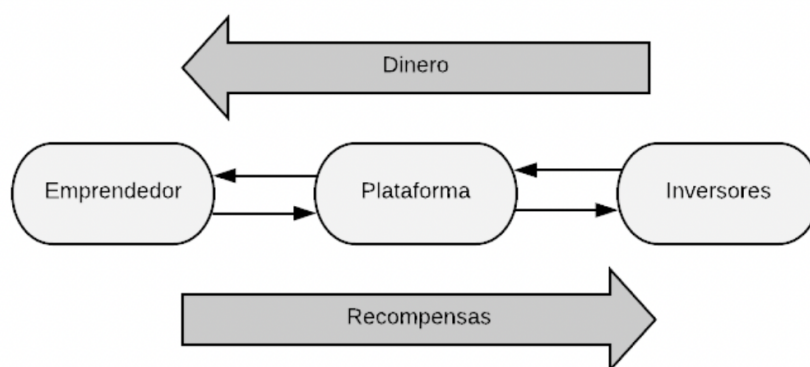 Dinero
Emprendedor
Plataforma
Inversores
Recompensas